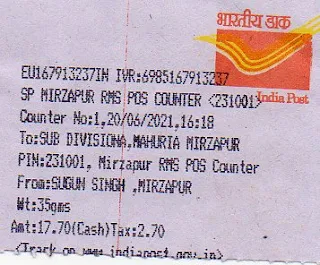 भारतीय डाक
India Post
EU167913237IN IVR:6985167913237
SP MIRZAPUR RMS POS COUNTER <231001>
Counter No:1,20/06/2021,16:18
To:SUB DIVISIONA,MAHURIA MIRZAPUR
PIN:231001, Mirzapur RMS POS Counter
From:SUGUN SINGH ,MIRZAPUR
Wt:35gms
Amt:17.70(Cash)Tax:2.70
<Track on www.indiapost.gov.in>